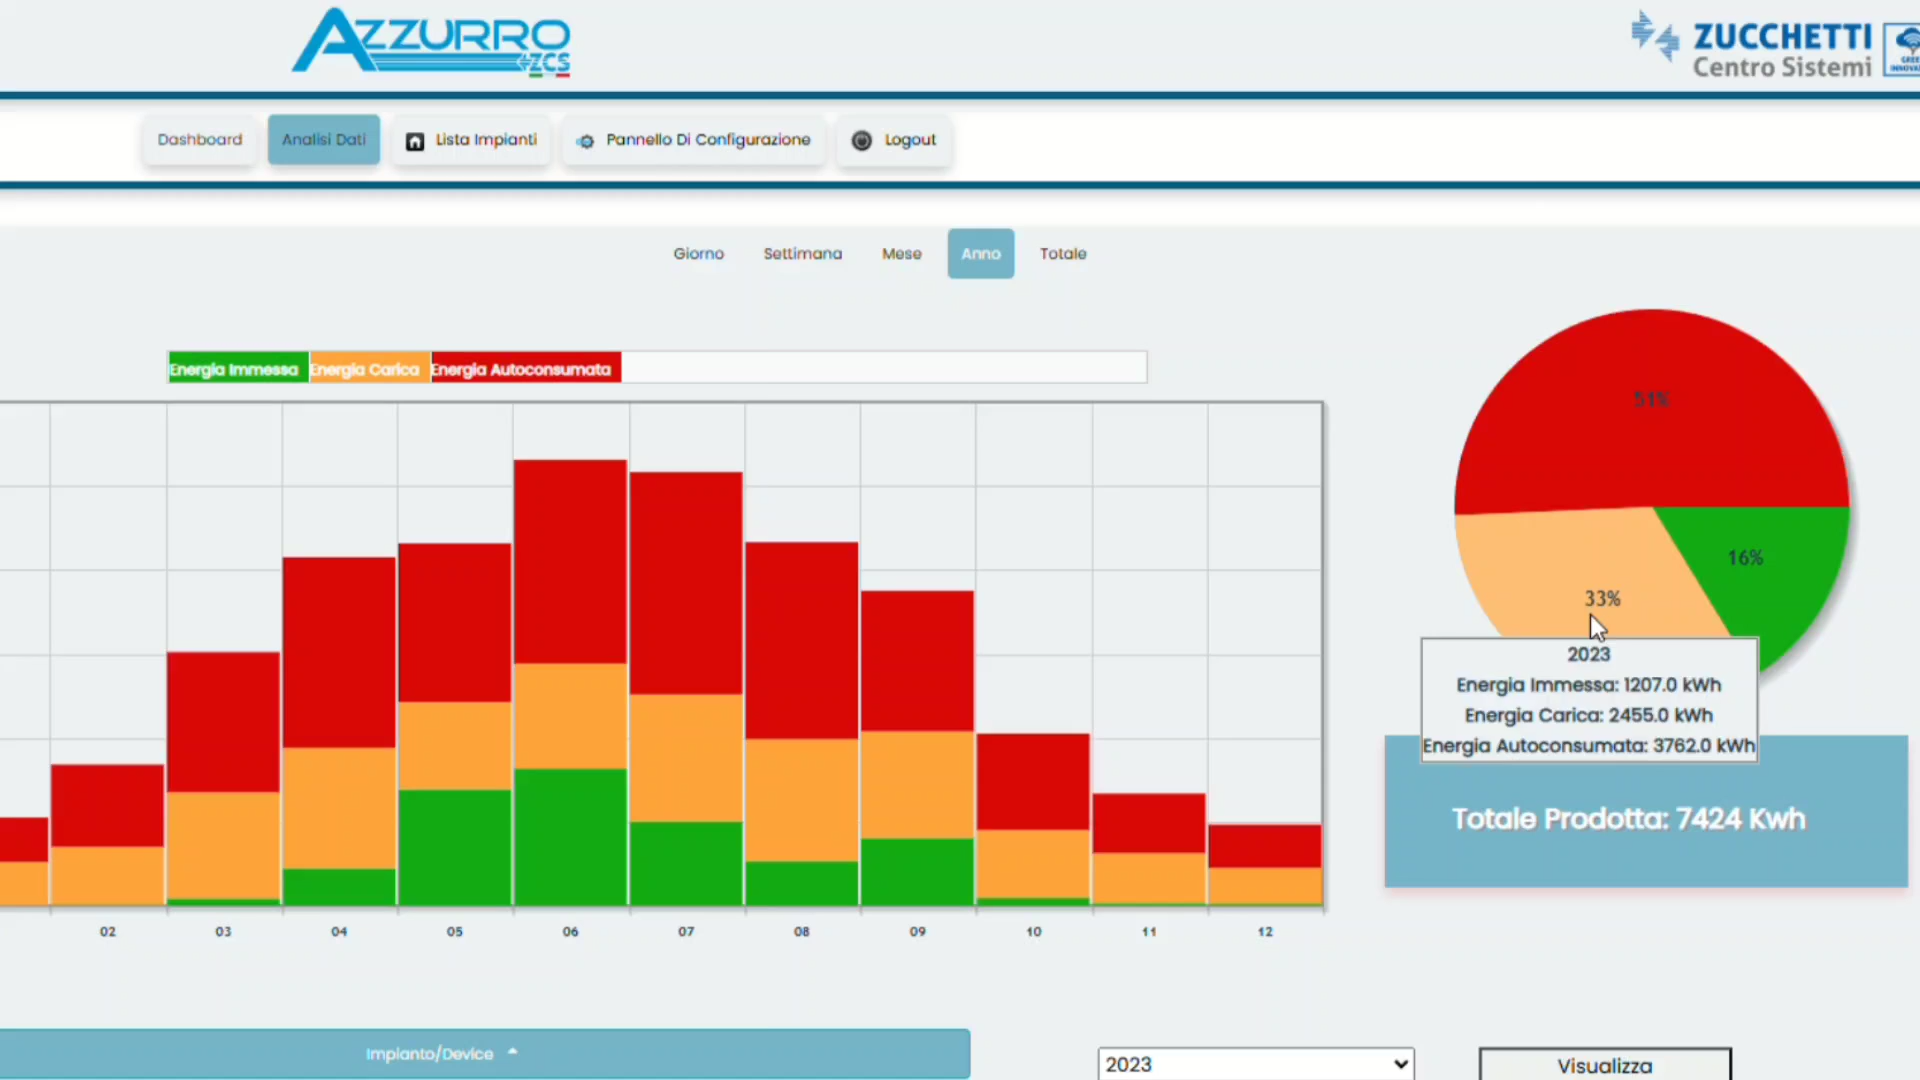 AZZURRO
ZCS
ZUCCHETTI
Centro Sistemi
GREEN
INNOVA
Dashboard
Analisi Dati
Lista Impianti
Pannello Di Configurazione
Logout
Giorno
Settimana
Mese
Anno
Totale
Energia Immessa
Energia Carica
Energia Autoconsumata
51%
16%
33%
2023
Energia Immessa: 1207.0 kWh
Energia Carica: 2455.0 kWh
Energia Autoconsumata: 3762.0 kWh
Totale Prodotta: 7424 Kwh
02 03 04 05 06 07 08 09 10 11 12
Impianto/Device
2023
Visualizza